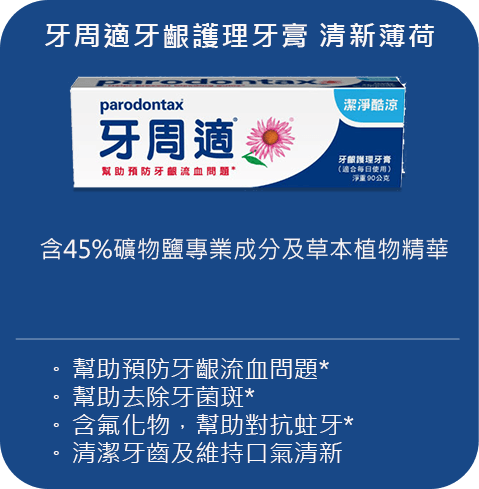 牙周適牙齦護理牙膏 清新薄荷
parodontax
parodontax
潔淨酷涼
牙周適
幫助預防牙齦流血問題*
牙齦護理牙膏
(適合每日使用)
淨重90公克
含45%礦物鹽專業成分及草本植物精華
。幫助預防牙齦流血問題*
。幫助去除牙菌斑*
。含氟化物，幫助對抗蛀牙*
。清潔牙齒及維持口氣清新